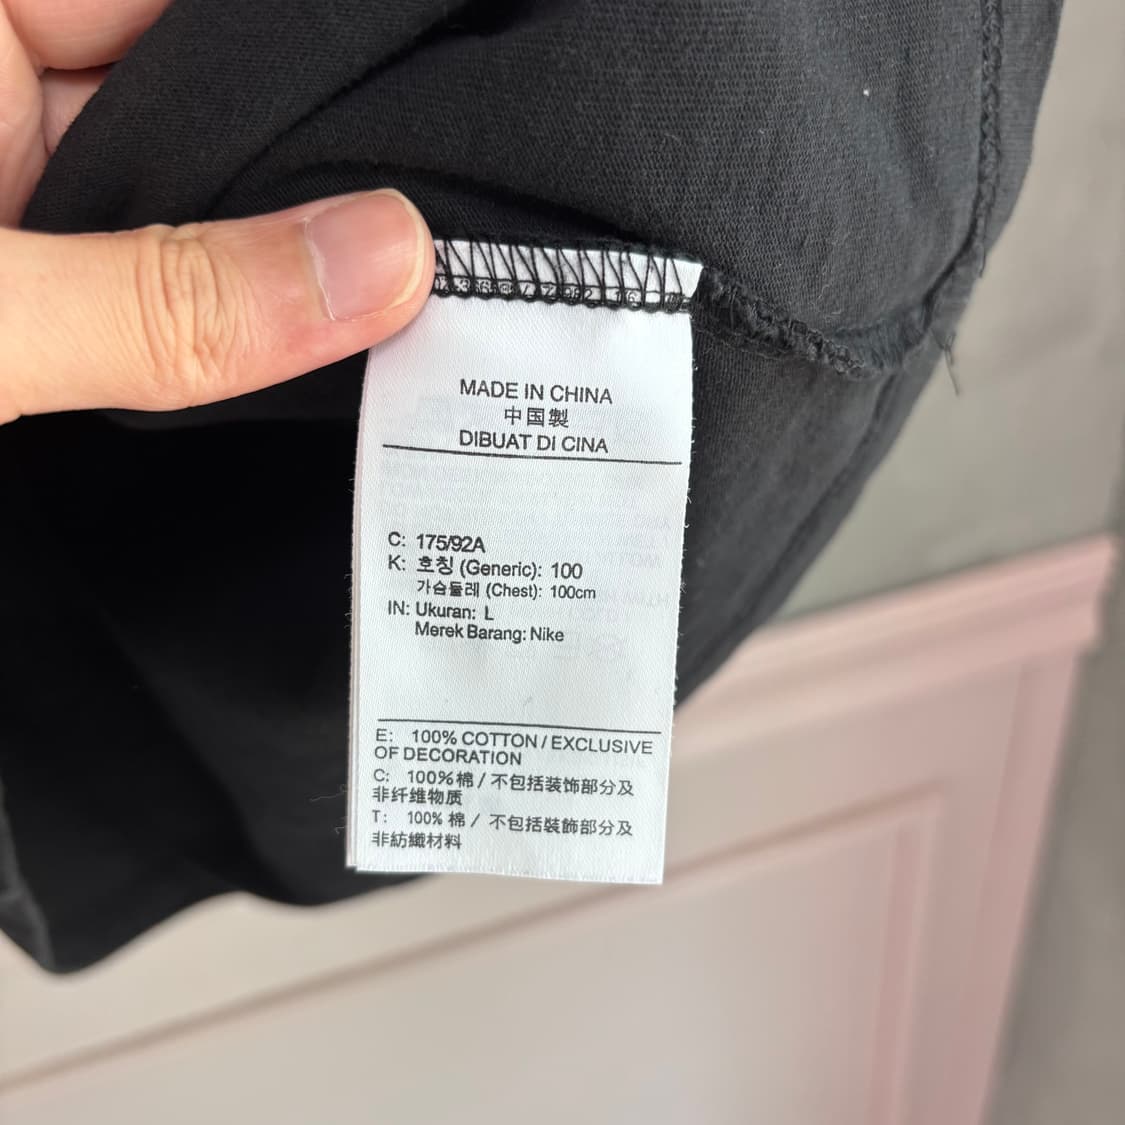 MADE IN CHINA
中国製
DIBUAT DI CINA
C: 175/92A
K: 호칭 (Generic): 100
가슴둘레 (Chest): 100cm
IN: Ukuran: L
Merek Barang: Nike
E: 100% COTTON / EXCLUSIVE
OF DECORATION
C: 100% 棉 / 不包括装饰部分及
非纤维物质
T: 100% 棉 / 不包括裝飾部分及
非紡織材料